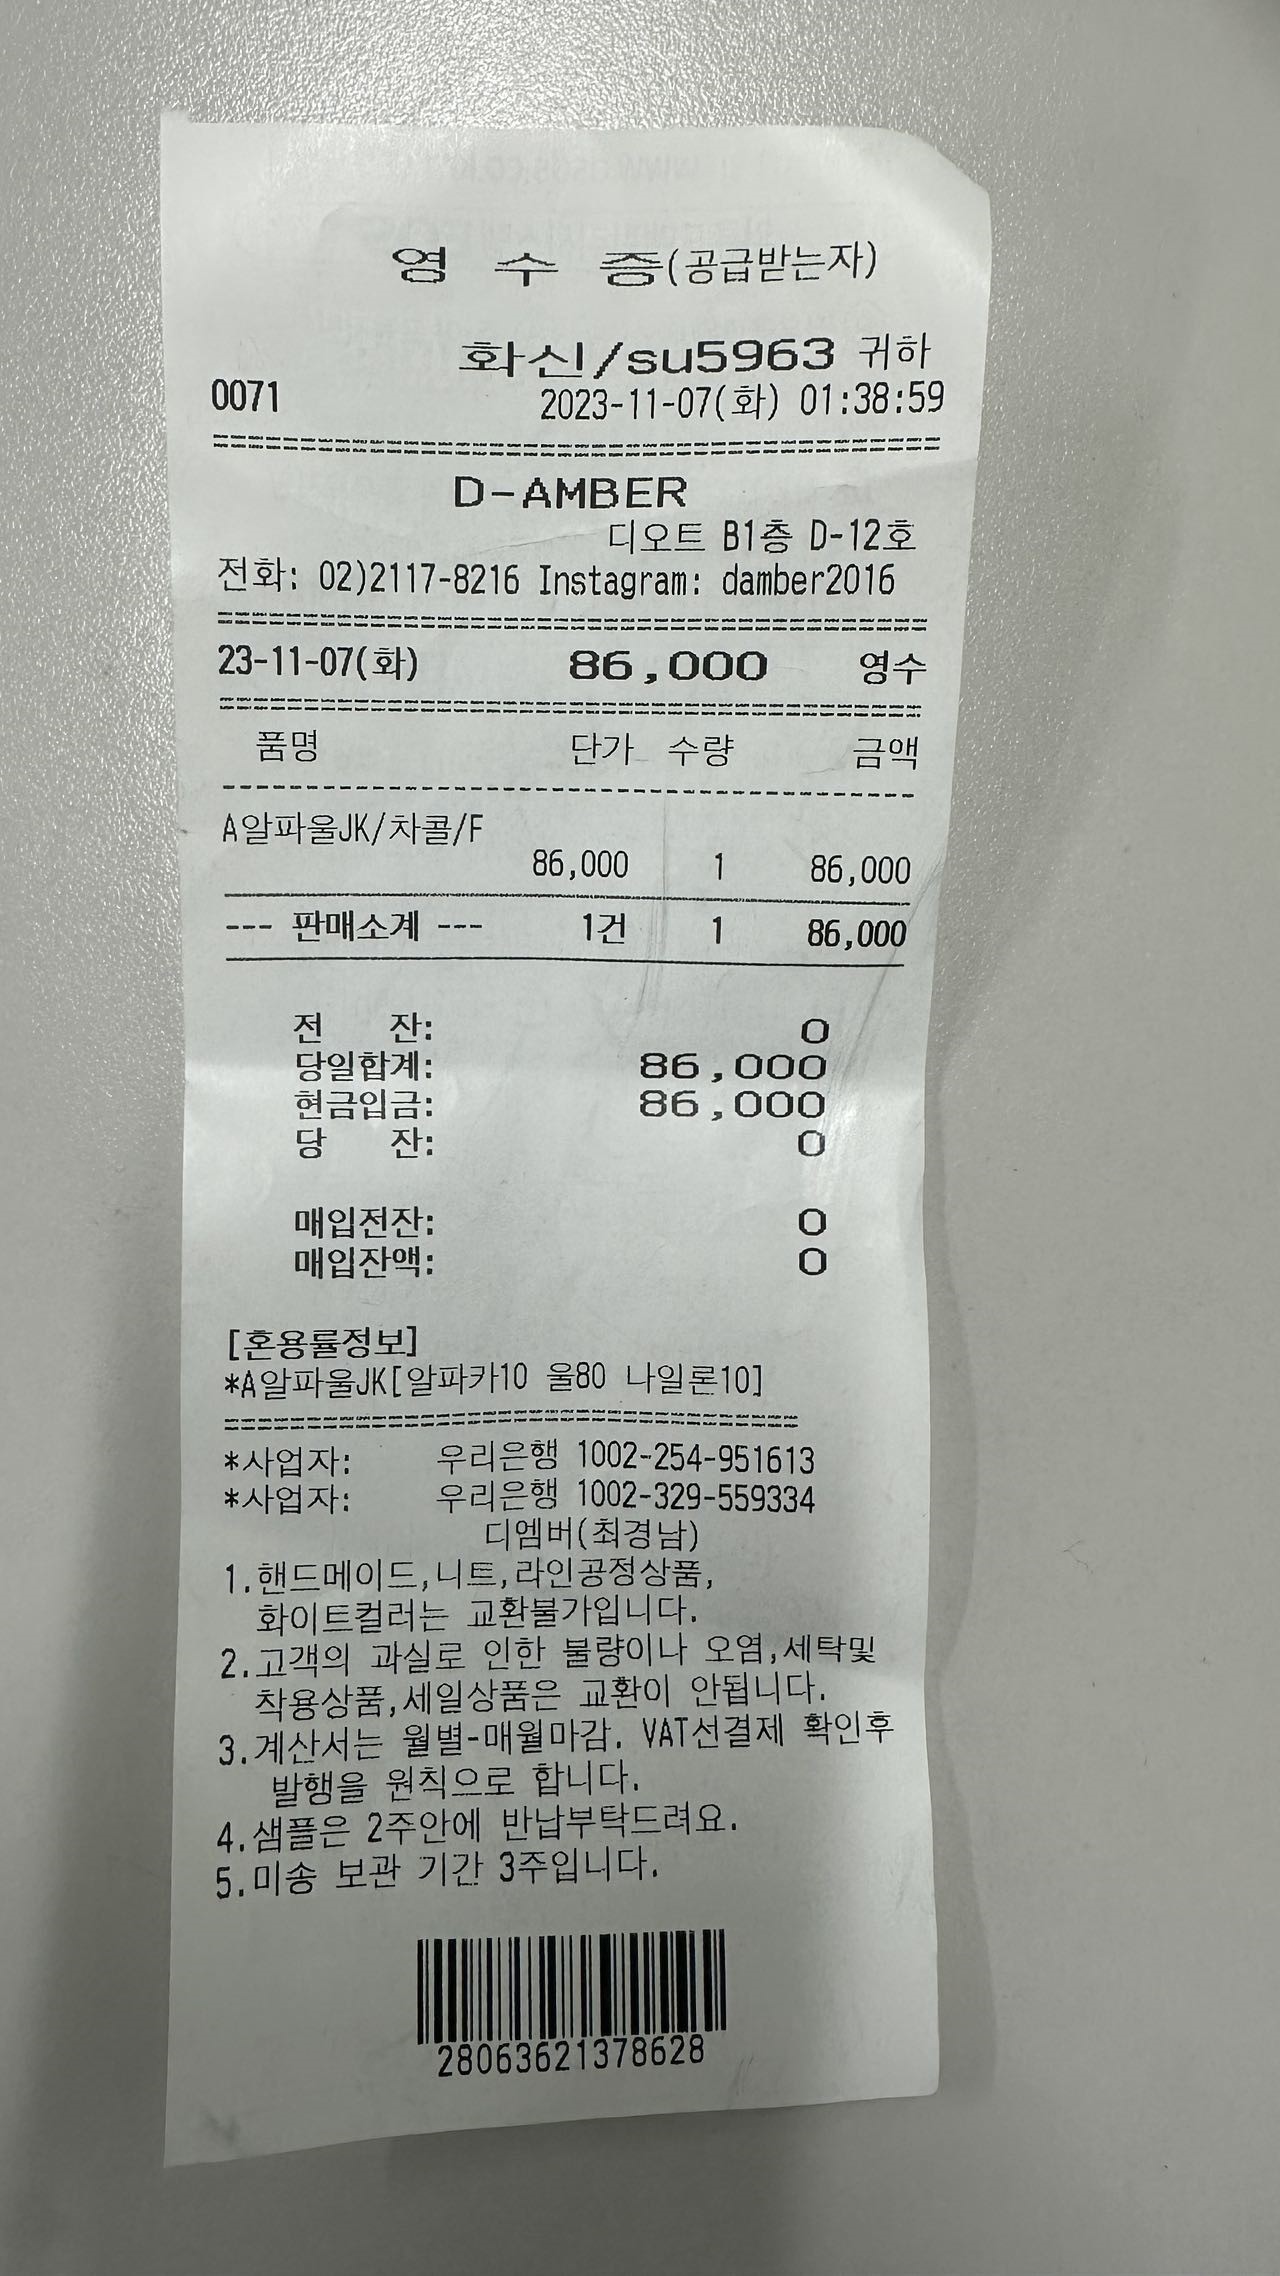 영 수 증(공급받는자)
화신/su5963 귀하
0071 2023-11-07(화) 01:38:59
D-AMBER
디오트 B1층 D-12호
전화: 02)2117-8216 Instagram: damber2016
23-11-07(화) 86,000 영수
품명 단가 수량 금액
A알파울JK/차콜/F
86,000 1 86,000
--- 판매소계 --- 1건 1 86,000
전 잔: 0
당일합계: 86,000
현금입금: 86,000
당 잔: 0
매입전잔: 0
매입잔액: 0
[혼용률정보]
*A알파울JK[알파카10 울80 나일론10]
*사업자: 우리은행 1002-254-951613
*사업자: 우리은행 1002-329-559334
디엠버(최경남)
1.핸드메이드,니트,라인공정상품,
화이트컬러는 교환불가입니다.
2.고객의 과실로 인한 불량이나 오염,세탁및
착용상품,세일상품은 교환이 안됩니다.
3.계산서는 월별-매월마감. VAT선결제 확인후
발행을 원칙으로 합니다.
4.샘플은 2주안에 반납부탁드려요.
5.미송 보관 기간 3주입니다.
28063621378628